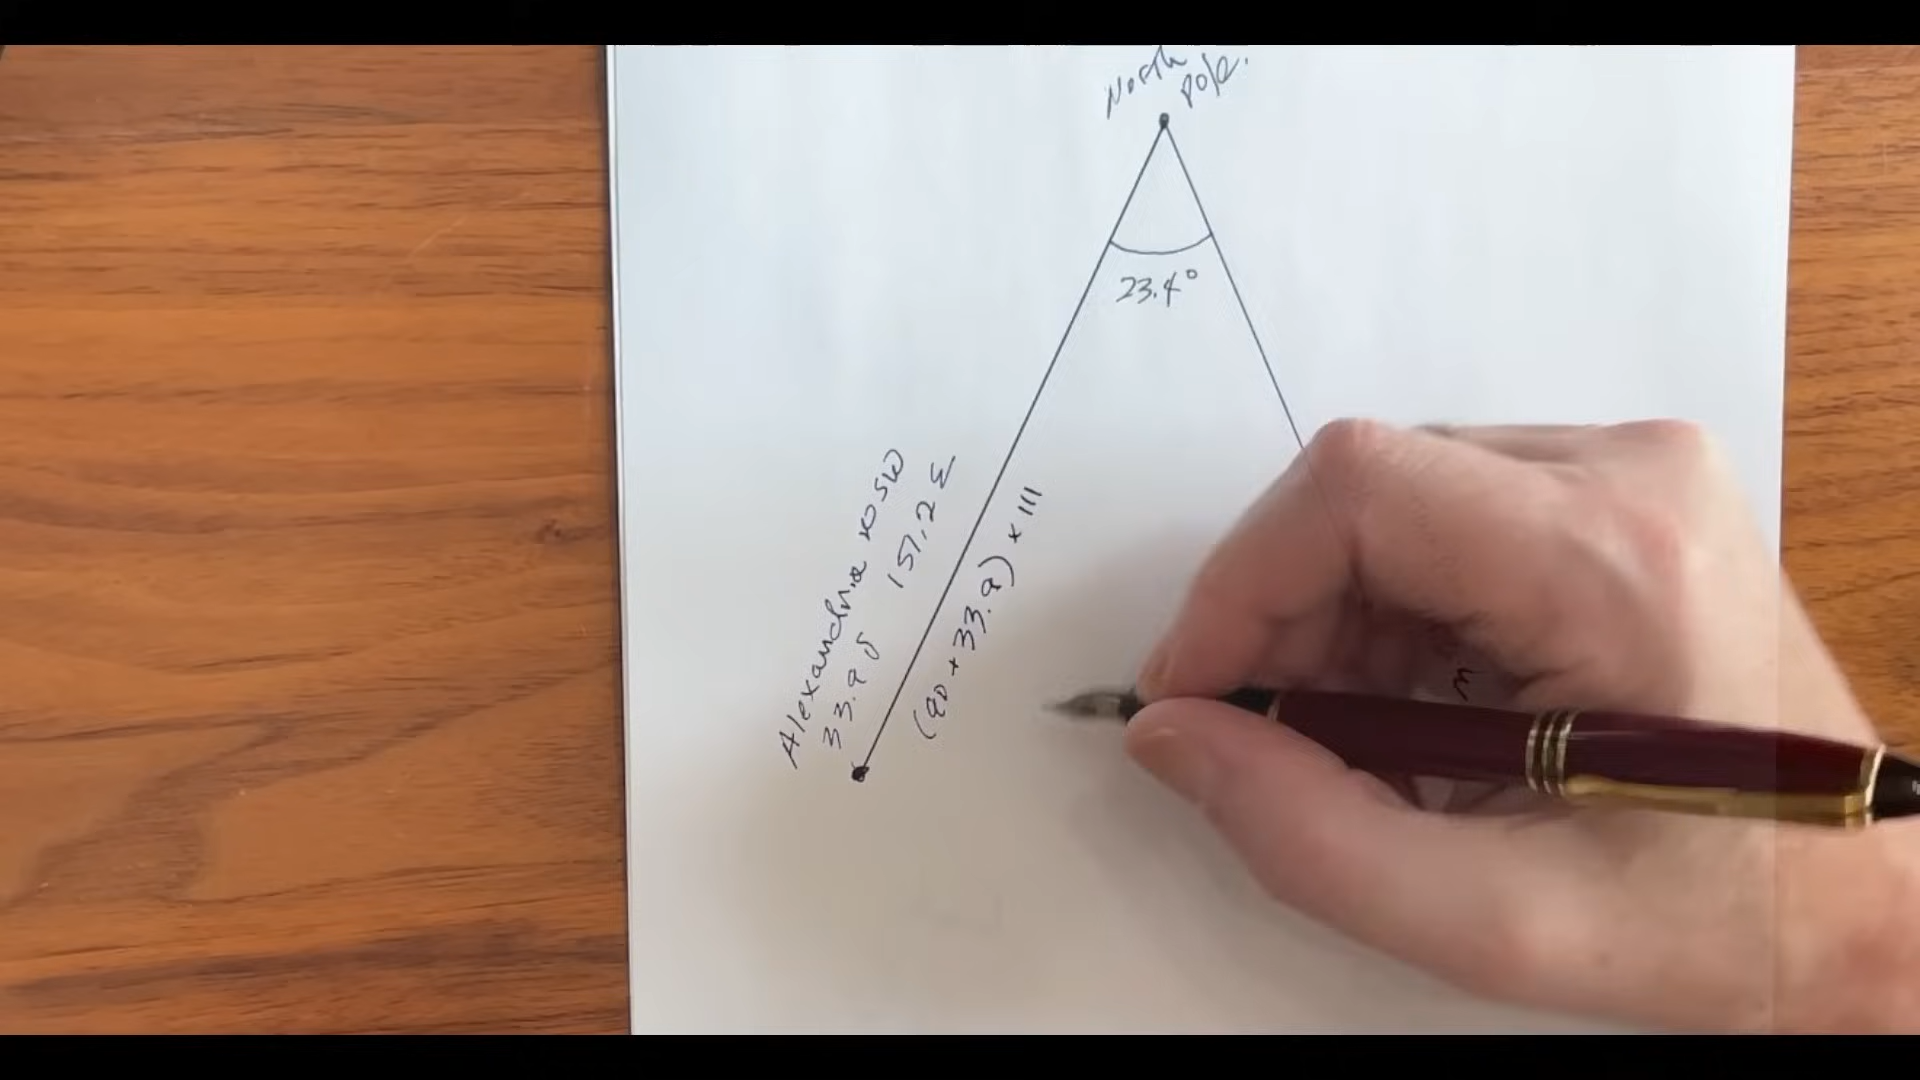 North
Pole.
23.4°
Alexandria NSW
33.9 S 151.2 E
(90 + 33.9) × 111